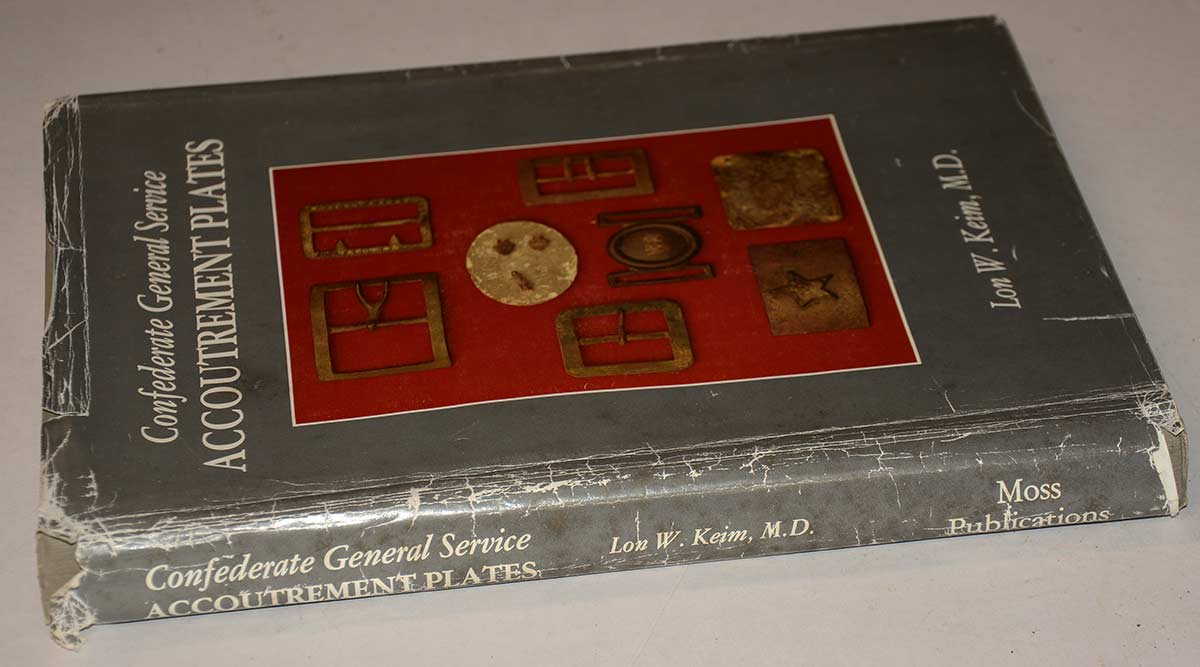 Confederate General Service
ACCOUTREMENT PLATES
Lon W. Keim, M.D.
Confederate General Service
ACCOUTREMENT PLATES
Lon W. Keim, M.D.
Moss
Publications